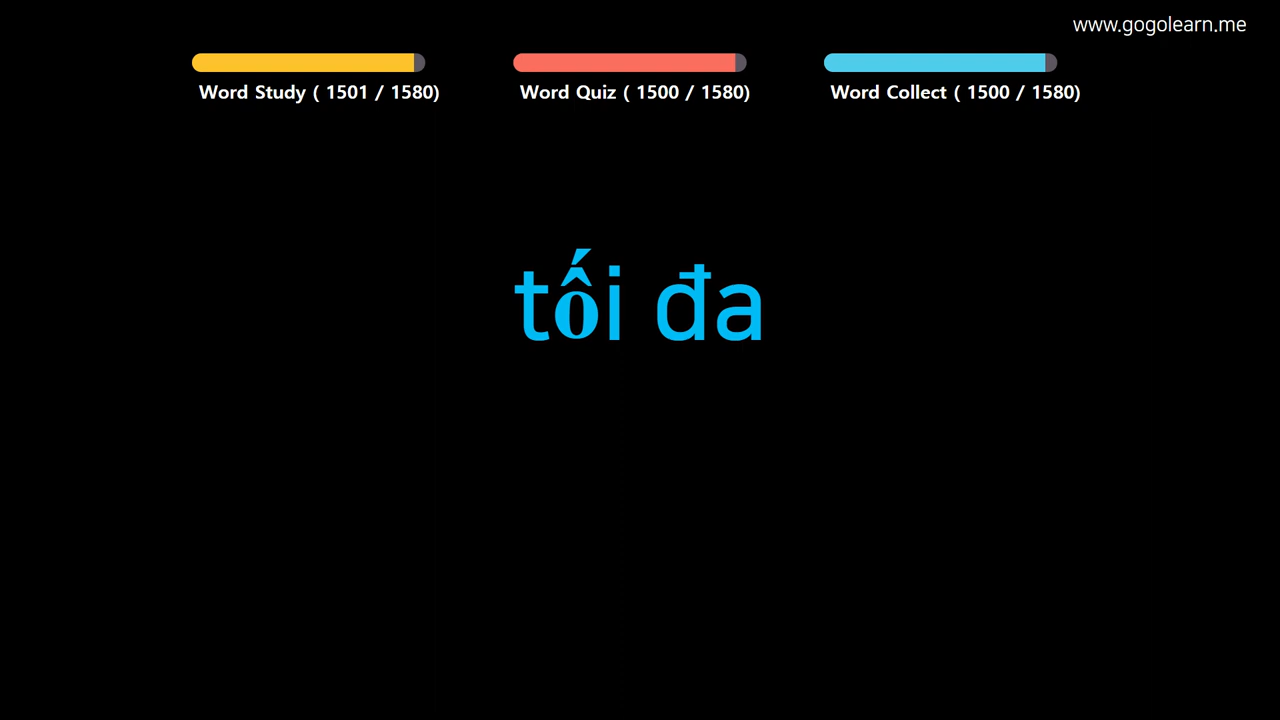 www.gogolearn.me
Word Study ( 1501 / 1580)
Word Quiz ( 1500 / 1580)
Word Collect ( 1500 / 1580)
tối đa